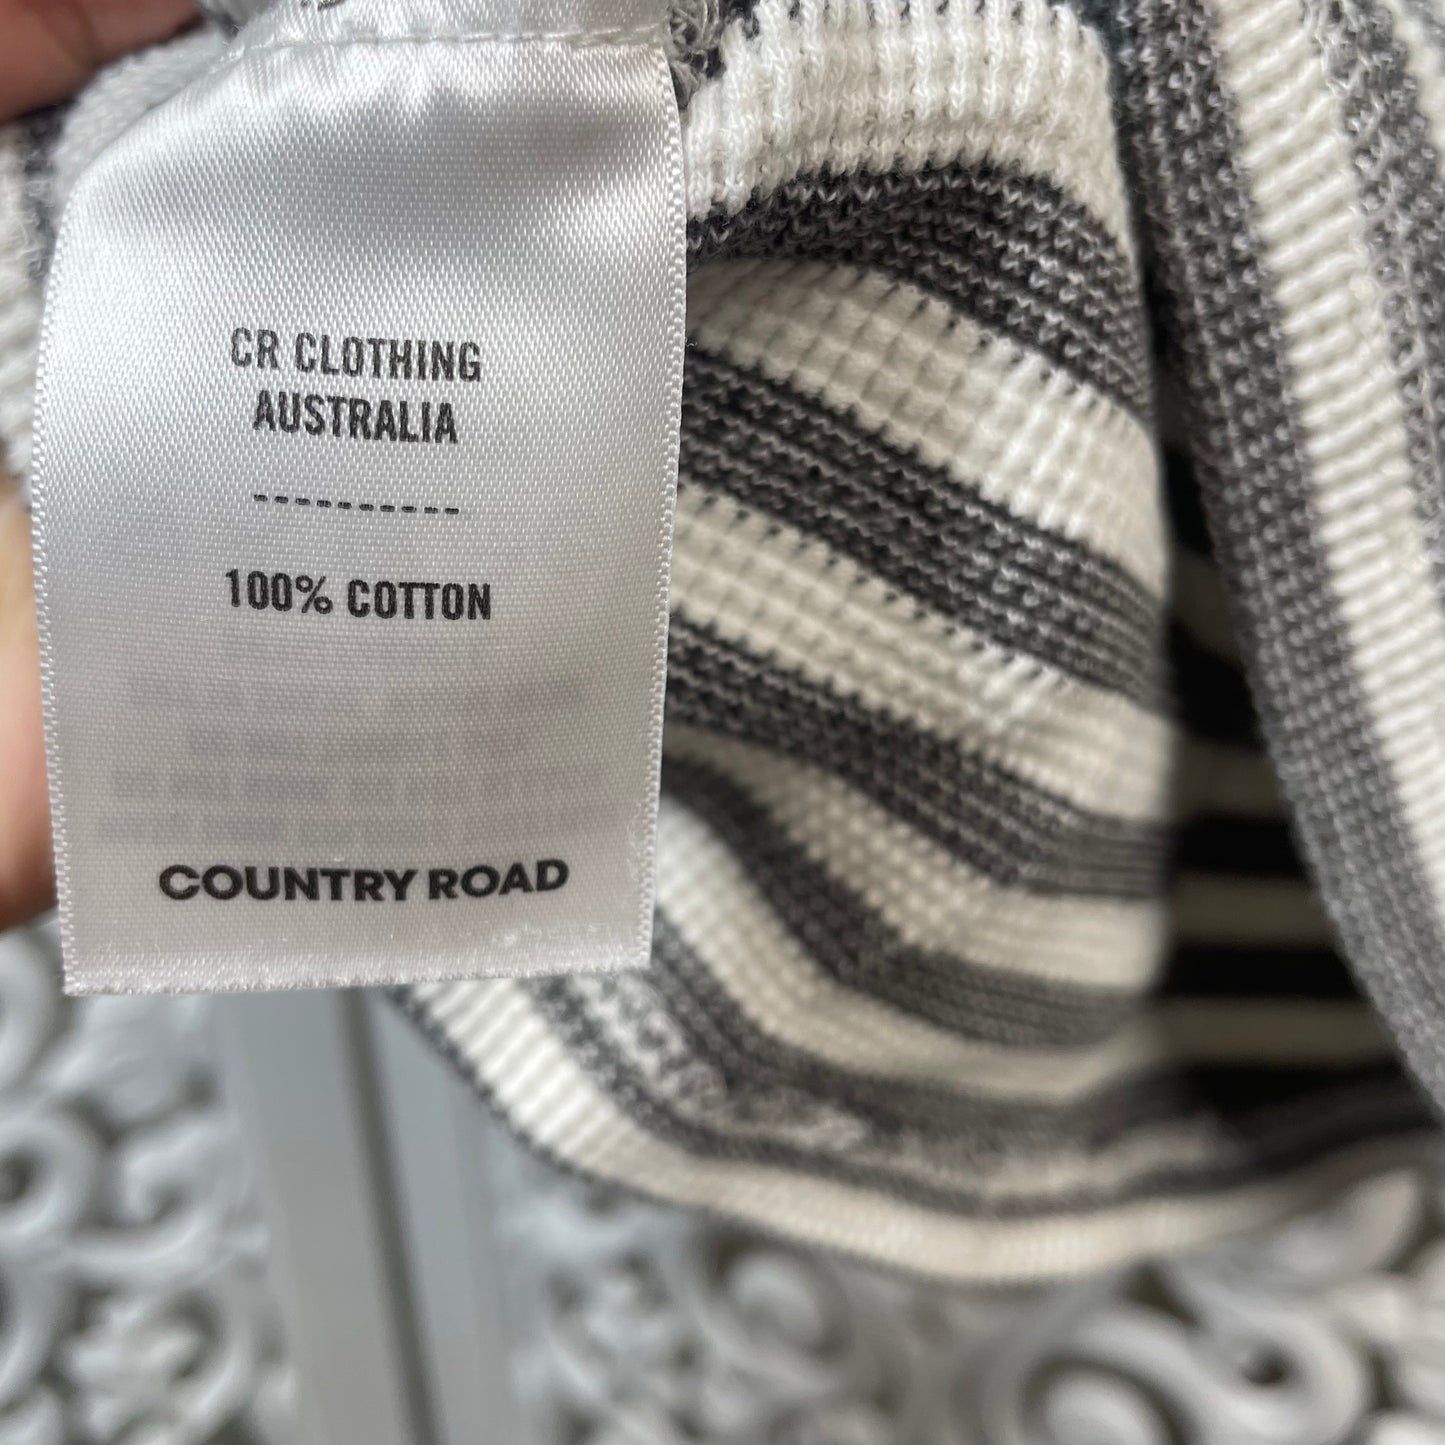 CR CLOTHING
AUSTRALIA
----------
100% COTTON
COUNTRY ROAD